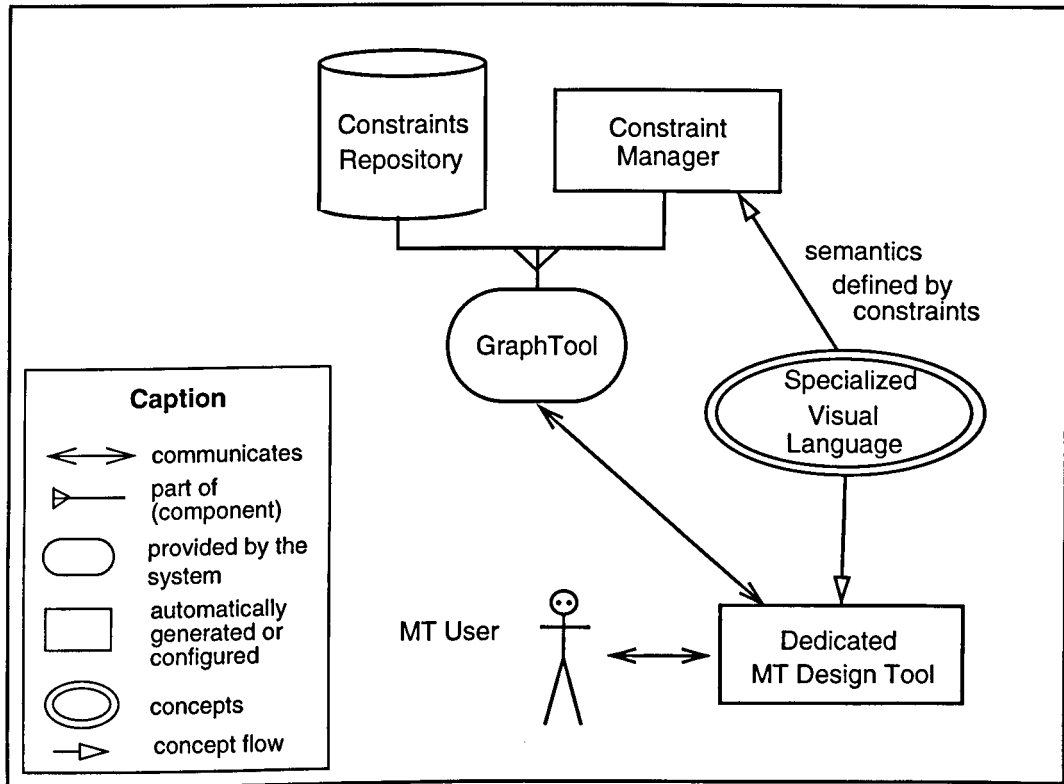 Constraints
Repository
Constraint
Manager
semantics
defined by
constraints
GraphTool
Specialized
Visual
Language
Caption
communicates
part of
(component)
provided by the
system
automatically
generated or
configured
concepts
concept flow
MT User
Dedicated
MT Design Tool